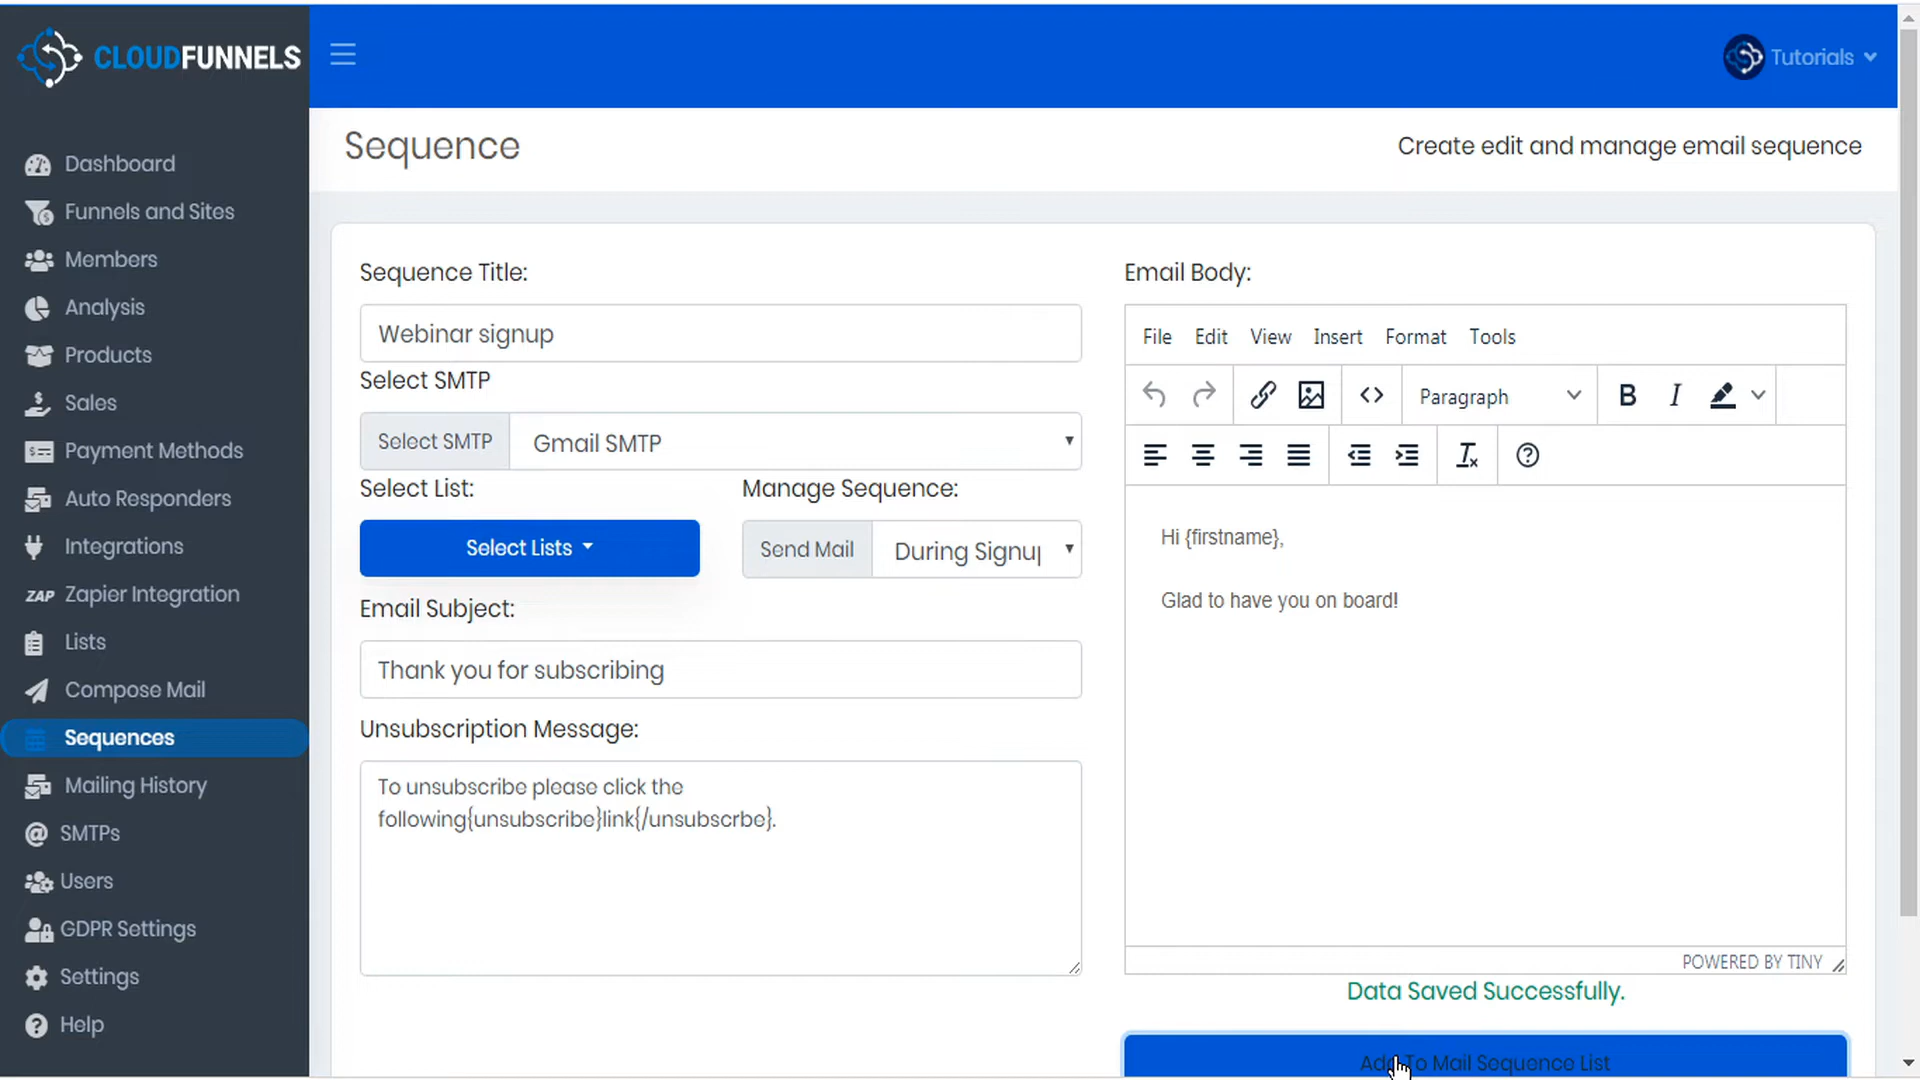 CLOUDFUNNELS
Tutorials
Dashboard
Funnels and Sites
Members
Analysis
Products
Sales
Payment Methods
Auto Responders
Integrations
ZAP Zapier Integration
Lists
Compose Mail
Sequences
Mailing History
SMTPs
Users
GDPR Settings
Settings
Help
Sequence
Create edit and manage email sequence
Sequence Title:
Webinar signup
Select SMTP
Select SMTP Gmail SMTP
Select List:
Manage Sequence:
Select Lists
Send Mail During Signup
Email Subject:
Thank you for subscribing
Unsubscription Message:
To unsubscribe please click the
following{unsubscribe}link{/unsubscrbe}.
Email Body:
File Edit View Insert Format Tools
Paragraph B I
Hi {firstname},
Glad to have you on board!
POWERED BY TINY
Data Saved Successfully.
Add To Mail Sequence List